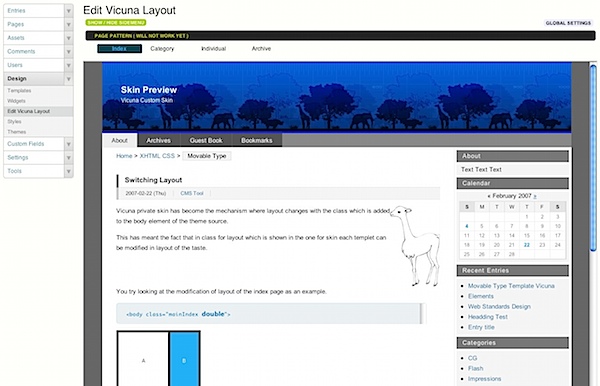 Edit Vicuna Layout
SHOW / HIDE SIDEMENU
GLOBAL SETTINGS
Entries
Pages
Assets
Comments
Users
Design
Templates
Widgets
Edit Vicuna Layout
Styles
Themes
Custom Fields
Settings
Tools
PAGE PATTERN ( WILL NOT WORK YET )
Index Category Individual Archive
Skin Preview
Vicuna Custom Skin
About Archives Guest Book Bookmarks
Home > XHTML CSS > Movable Type
Switching Layout
2007-02-22 (Thu) CMS Tool
Vicuna private skin has become the mechanism where layout changes with the class which is added
to the body element of the theme source.
This has meant the fact that in class for layout which is shown in the one for skin each templet can
be modified in layout of the taste.
You try looking at the modification of layout of the index page as an example.
<body class="mainIndex double">
A B
About
Text Text Text
Calendar
« February 2007 »
S M T W T F S
1 2 3
4 5 6 7 8 9 10
11 12 13 14 15 16 17
18 19 20 21 22 23 24
25 26 27 28
Recent Entries
Movable Type Template Vicuna
Elements
Web Standards Design
Headding Test
Entry title
Categories
CG
Flash
Impressions